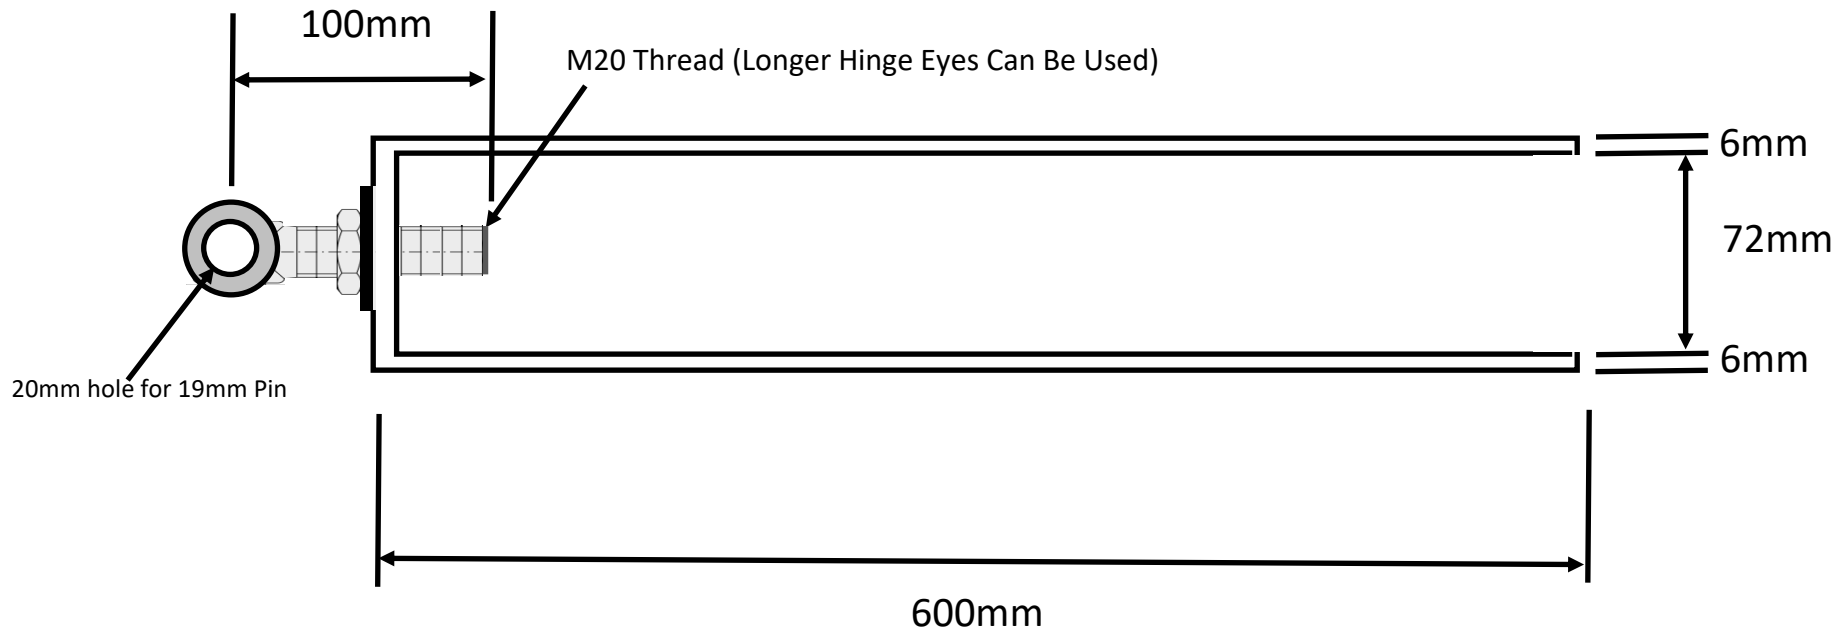 100mm
M20 Thread (Longer Hinge Eyes Can Be Used)
6mm
72mm
6mm
20mm hole for 19mm Pin
600mm